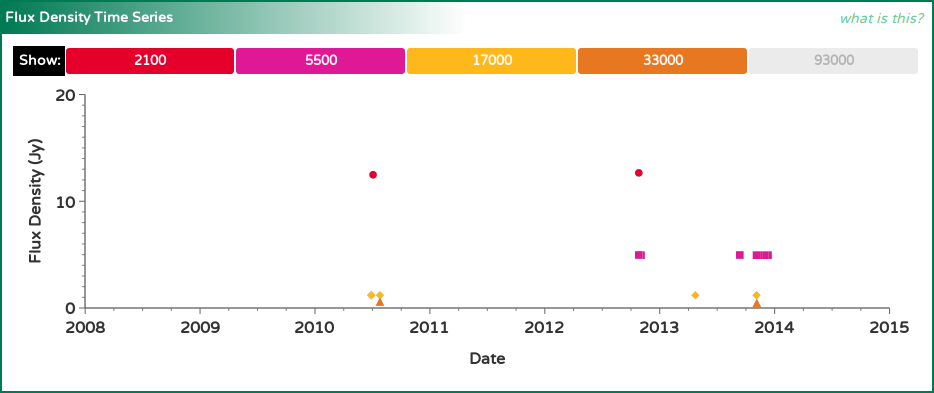 Flux Density Time Series
what is this?
Show: 2100 5500 17000 33000 93000
20
10
0
Flux Density (Jy)
2008 2009 2010 2011 2012 2013 2014 2015
Date